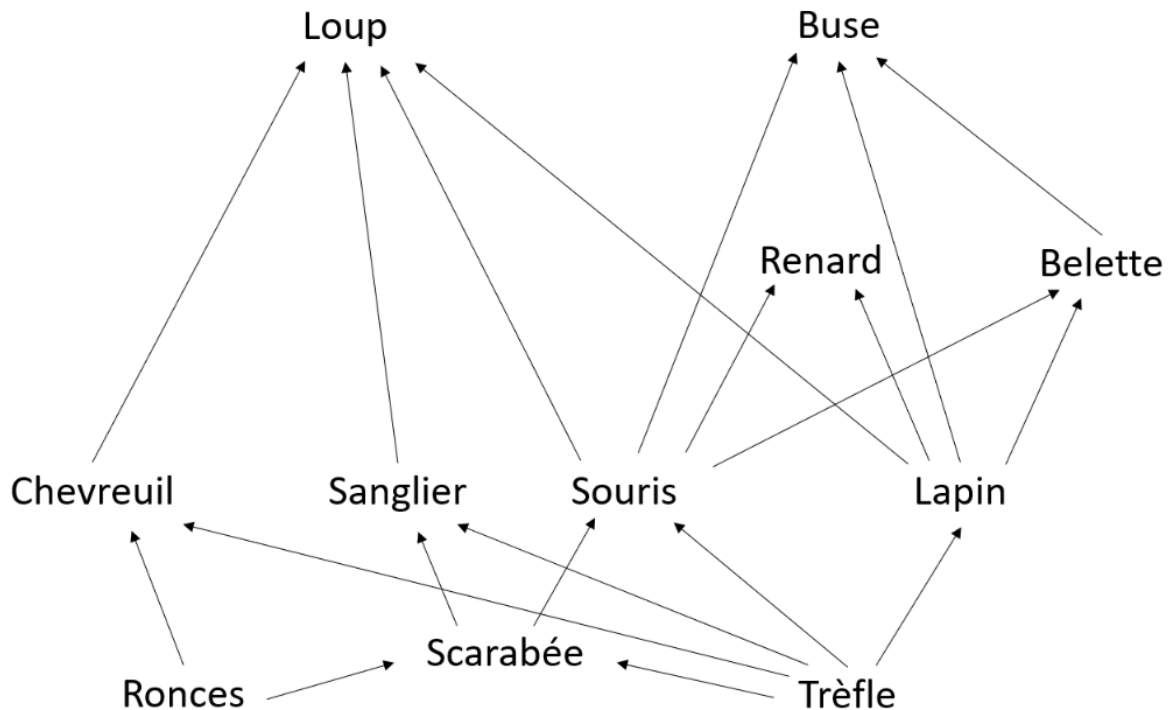 Loup
Buse
Renard
Belette
Chevreuil
Sanglier
Souris
Lapin
Scarabée
Ronces
Trèfle